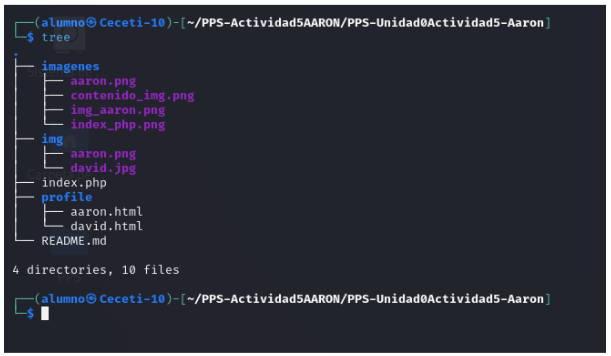 ┌──(alumno㉿Ceceti-10)-[~/PPS-Actividad5AARON/PPS-Unidad0Actividad5-Aaron]
└─$ tree
.
├── imagenes
│   ├── aaron.png
│   ├── contenido_img.png
│   ├── img_aaron.png
│   └── index_php.png
├── img
│   ├── aaron.png
│   └── david.jpg
├── index.php
├── profile
│   ├── aaron.html
│   └── david.html
└── README.md

4 directories, 10 files

┌──(alumno㉿Ceceti-10)-[~/PPS-Actividad5AARON/PPS-Unidad0Actividad5-Aaron]
└─$